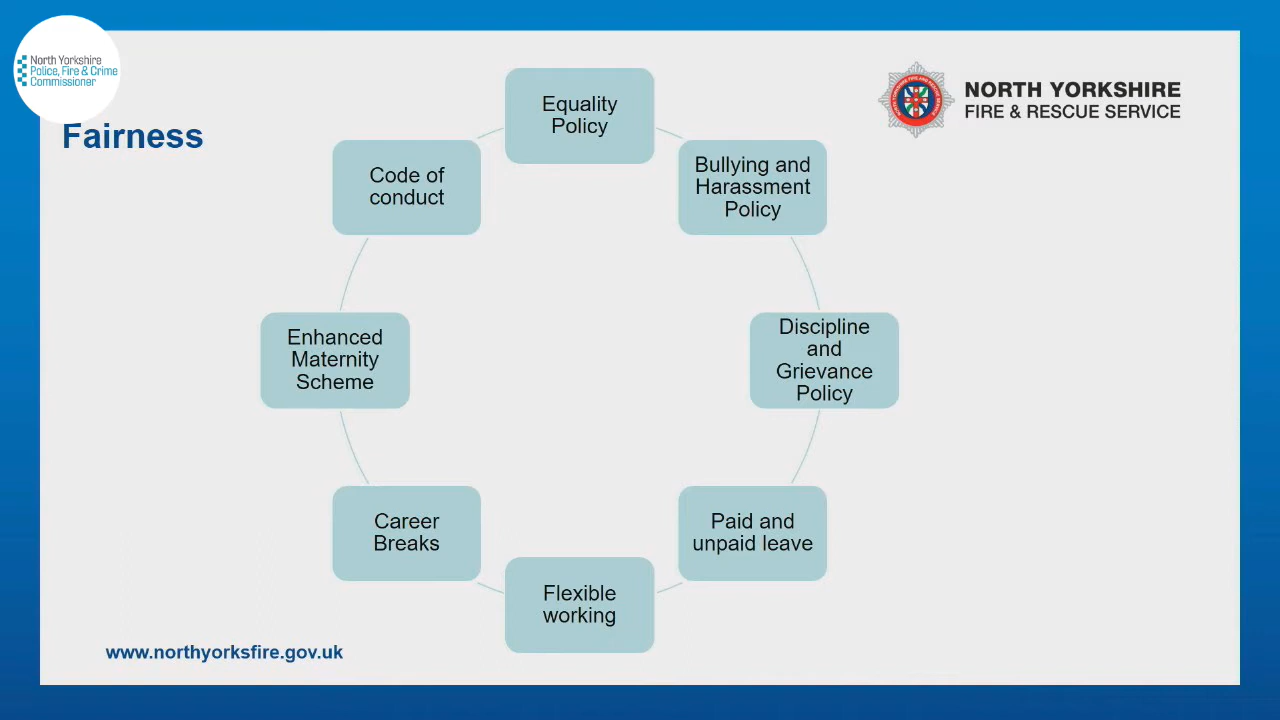 North Yorkshire
Police, Fire & Crime
Commissioner
Fairness
NORTH YORKSHIRE
FIRE & RESCUE SERVICE
Equality
Policy
Bullying and
Harassment
Policy
Discipline
and
Grievance
Policy
Paid and
unpaid leave
Flexible
working
Career
Breaks
Enhanced
Maternity
Scheme
Code of
conduct
www.northyorksfire.gov.uk